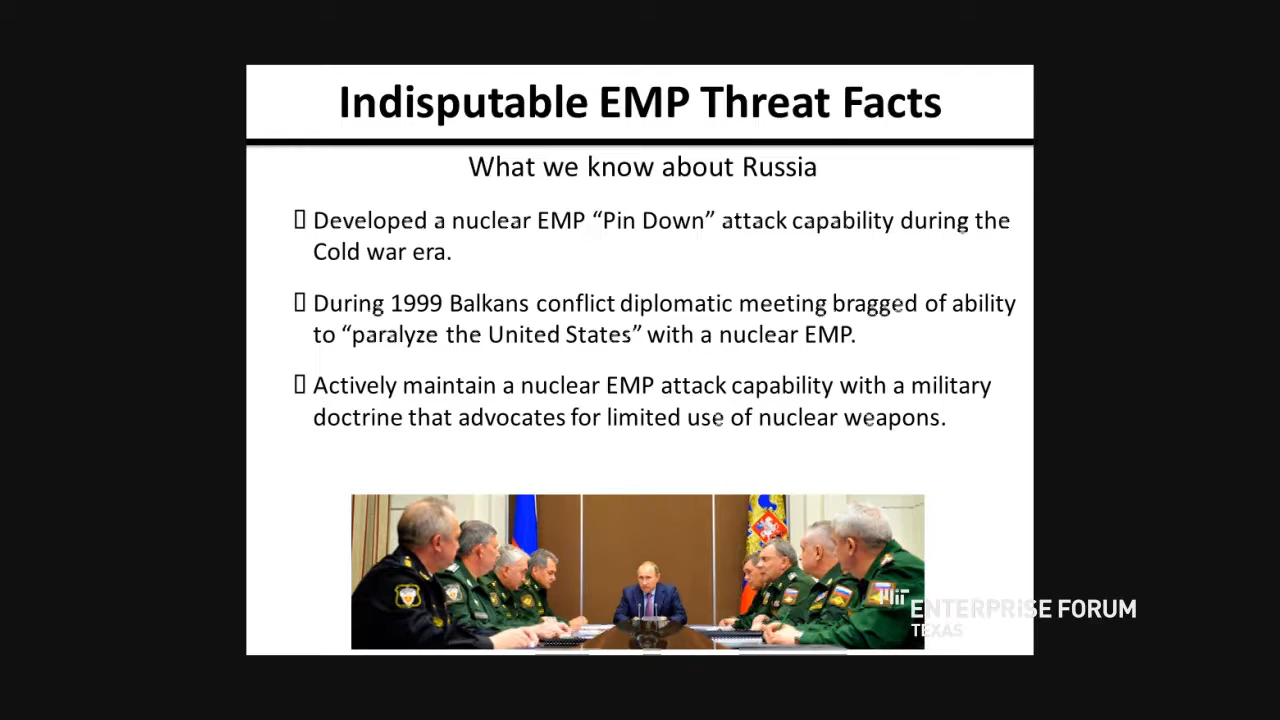 Indisputable EMP Threat Facts
What we know about Russia
Developed a nuclear EMP “Pin Down” attack capability during the
Cold war era.
During 1999 Balkans conflict diplomatic meeting bragged of ability
to “paralyze the United States” with a nuclear EMP.
Actively maintain a nuclear EMP attack capability with a military
doctrine that advocates for limited use of nuclear weapons.
MIT
ENTERPRISE FORUM
TEXAS